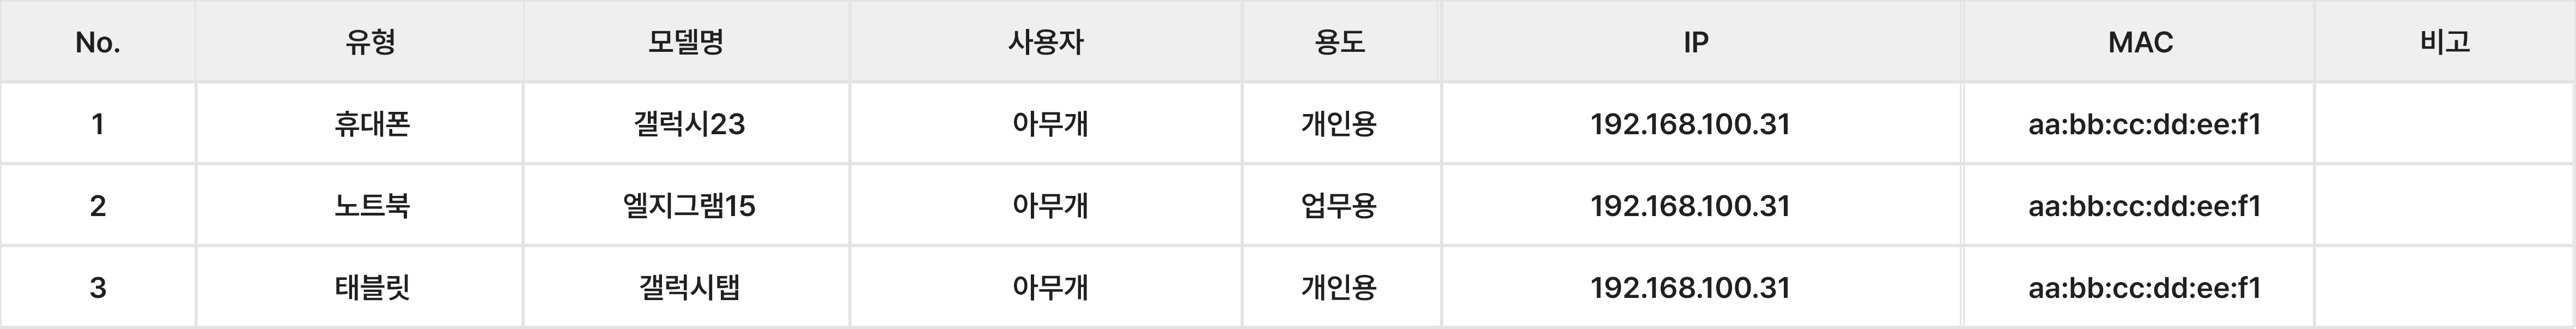 No. 유형 모델명 사용자 용도 IP MAC 비고
1 휴대폰 갤럭시23 아무개 개인용 192.168.100.31 aa:bb:cc:dd:ee:f1
2 노트북 엘지그램15 아무개 업무용 192.168.100.31 aa:bb:cc:dd:ee:f1
3 태블릿 갤럭시탭 아무개 개인용 192.168.100.31 aa:bb:cc:dd:ee:f1